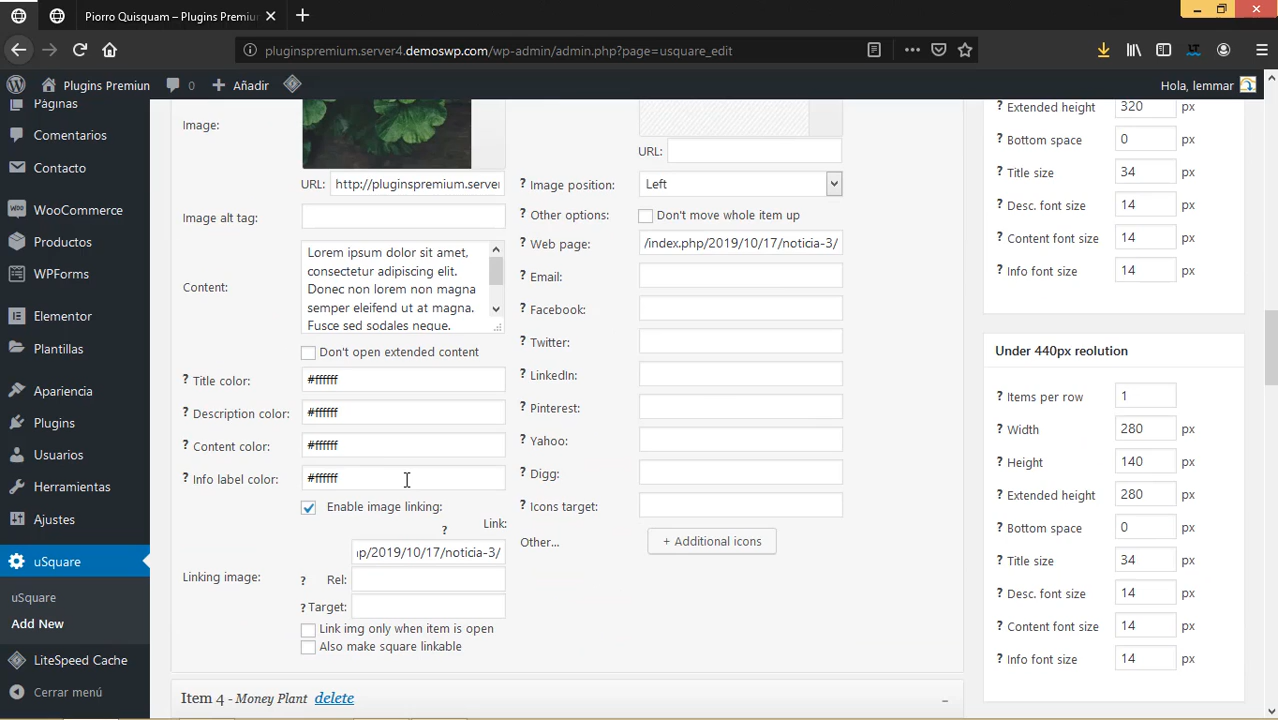 Piorro Quisquam – Plugins Premiun
pluginspremium.server4.demoswp.com/wp-admin/admin.php?page=usquare_edit
Plugins Premiun
0
Añadir
Hola, lemmar
Páginas
Comentarios
Contacto
WooCommerce
Productos
WPForms
Elementor
Plantillas
Apariencia
Plugins
Usuarios
Herramientas
Ajustes
uSquare
uSquare
Add New
LiteSpeed Cache
Cerrar menú
Image:
URL: http://pluginspremium.server
Image alt tag:
Content:
Lorem ipsum dolor sit amet,
consectetur adipiscing elit.
Donec non lorem non magna
semper eleifend ut at magna.
Fusce sed sodales neque.
Don't open extended content
? Title color: #ffffff
? Description color: #ffffff
? Content color: #ffffff
? Info label color: #ffffff
Enable image linking:
? Link:
p/2019/10/17/noticia-3/
Linking image:
? Rel:
? Target:
Link img only when item is open
Also make square linkable
URL:
? Image position: Left
? Other options: Don't move whole item up
? Web page: /index.php/2019/10/17/noticia-3/
? Email:
? Facebook:
? Twitter:
? LinkedIn:
? Pinterest:
? Yahoo:
? Digg:
? Icons target:
Other... + Additional icons
Item 4 - Money Plant delete
–
? Extended height 320 px
? Bottom space 0 px
? Title size 34 px
? Desc. font size 14 px
? Content font size 14 px
? Info font size 14 px
Under 440px reolution
? Items per row 1
? Width 280 px
? Height 140 px
? Extended height 280 px
? Bottom space 0 px
? Title size 34 px
? Desc. font size 14 px
? Content font size 14 px
? Info font size 14 px